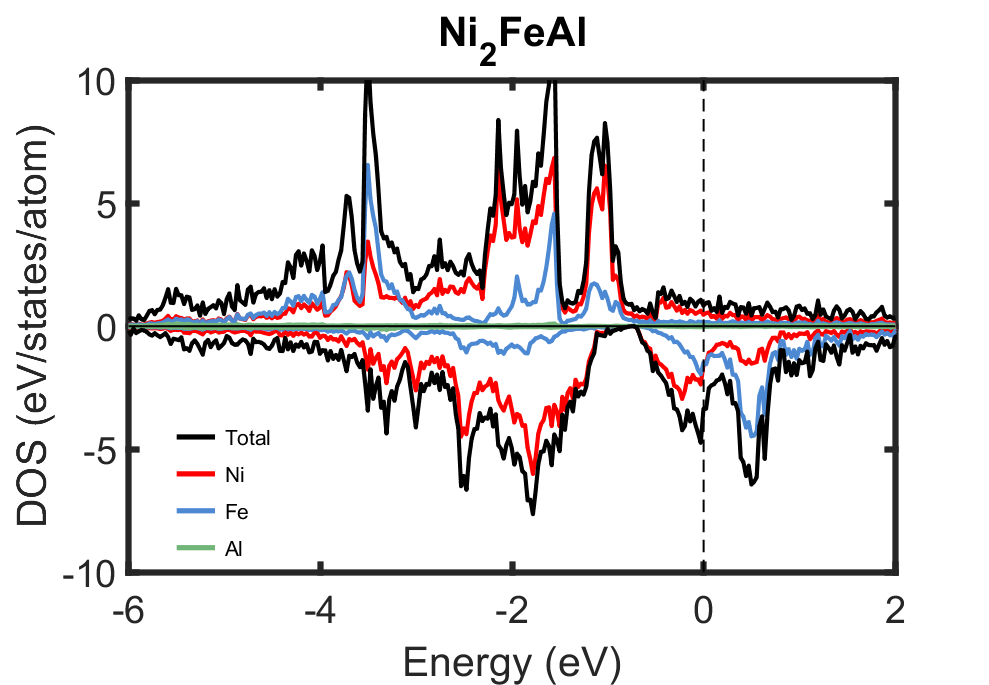 Ni2FeAl
10
5
0
-5
-10
DOS (eV/states/atom)
Total
Ni
Fe
Al
-6 -4 -2 0 2
Energy (eV)